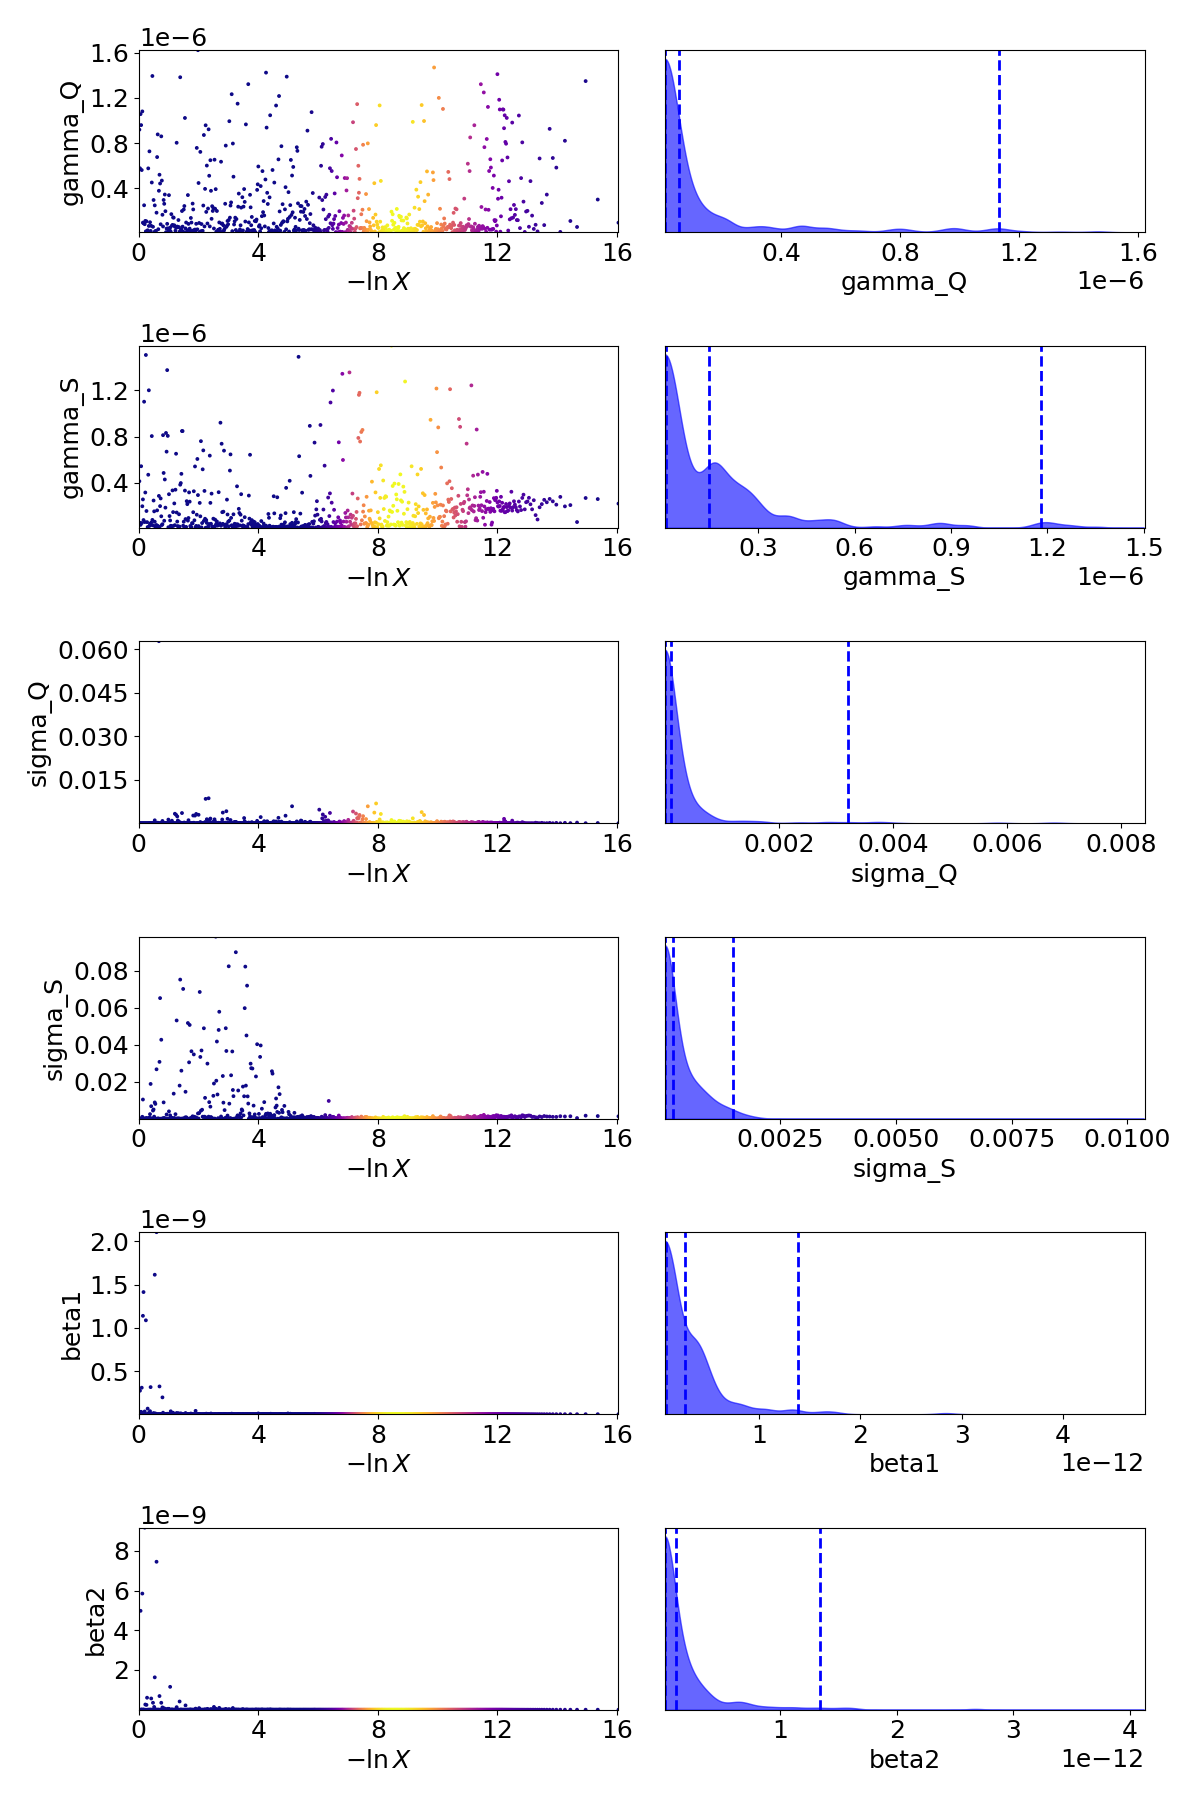 1e−6
gamma_Q
1.6
1.2
0.8
0.4
0 4 8 12 16
−ln X
0.4 0.8 1.2 1.6
gamma_Q 1e−6
1e−6
gamma_S
1.2
0.8
0.4
0 4 8 12 16
−ln X
0.3 0.6 0.9 1.2 1.5
gamma_S 1e−6
sigma_Q
0.060
0.045
0.030
0.015
0 4 8 12 16
−ln X
0.002 0.004 0.006 0.008
sigma_Q
sigma_S
0.08
0.06
0.04
0.02
0 4 8 12 16
−ln X
0.0025 0.0050 0.0075 0.0100
sigma_S
1e−9
beta1
2.0
1.5
1.0
0.5
0 4 8 12 16
−ln X
1 2 3 4
beta1 1e−12
1e−9
beta2
8
6
4
2
0 4 8 12 16
−ln X
1 2 3 4
beta2 1e−12